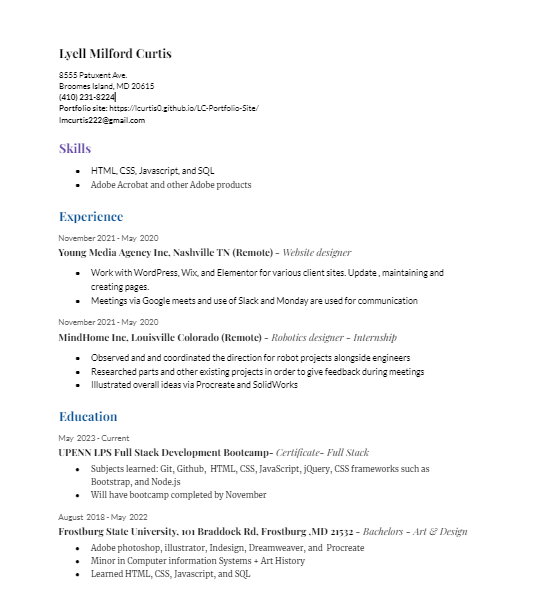 Lyell Milford Curtis
8555 Patuxent Ave.
Broomes Island, MD 20615
(410) 231-8224
Portfolio site: https://lcurtis0.github.io/LC-Portfolio-Site/
lmcurtis222@gmail.com
Skills
• HTML, CSS, Javascript, and SQL
• Adobe Acrobat and other Adobe products
Experience
November 2021 - May 2020
Young Media Agency Inc, Nashville TN (Remote) - Website designer
• Work with WordPress, Wix, and Elementor for various client sites. Update , maintaining and
creating pages.
• Meetings via Google meets and use of Slack and Monday are used for communication
November 2021 - May 2020
MindHome Inc, Louisville Colorado (Remote) - Robotics designer - Internship
• Observed and and coordinated the direction for robot projects alongside engineers
• Researched parts and other existing projects in order to give feedback during meetings
• Illustrated overall ideas via Procreate and SolidWorks
Education
May 2023 - Current
UPENN LPS Full Stack Development Bootcamp- Certificate- Full Stack
• Subjects learned: Git, Github, HTML, CSS, JavaScript, jQuery, CSS frameworks such as
Bootstrap, and Node.js
• Will have bootcamp completed by November
August 2018 - May 2022
Frostburg State University, 101 Braddock Rd, Frostburg ,MD 21532 - Bachelors - Art & Design
• Adobe photoshop, illustrator, Indesign, Dreamweaver, and Procreate
• Minor in Computer information Systems + Art History
• Learned HTML, CSS, Javascript, and SQL